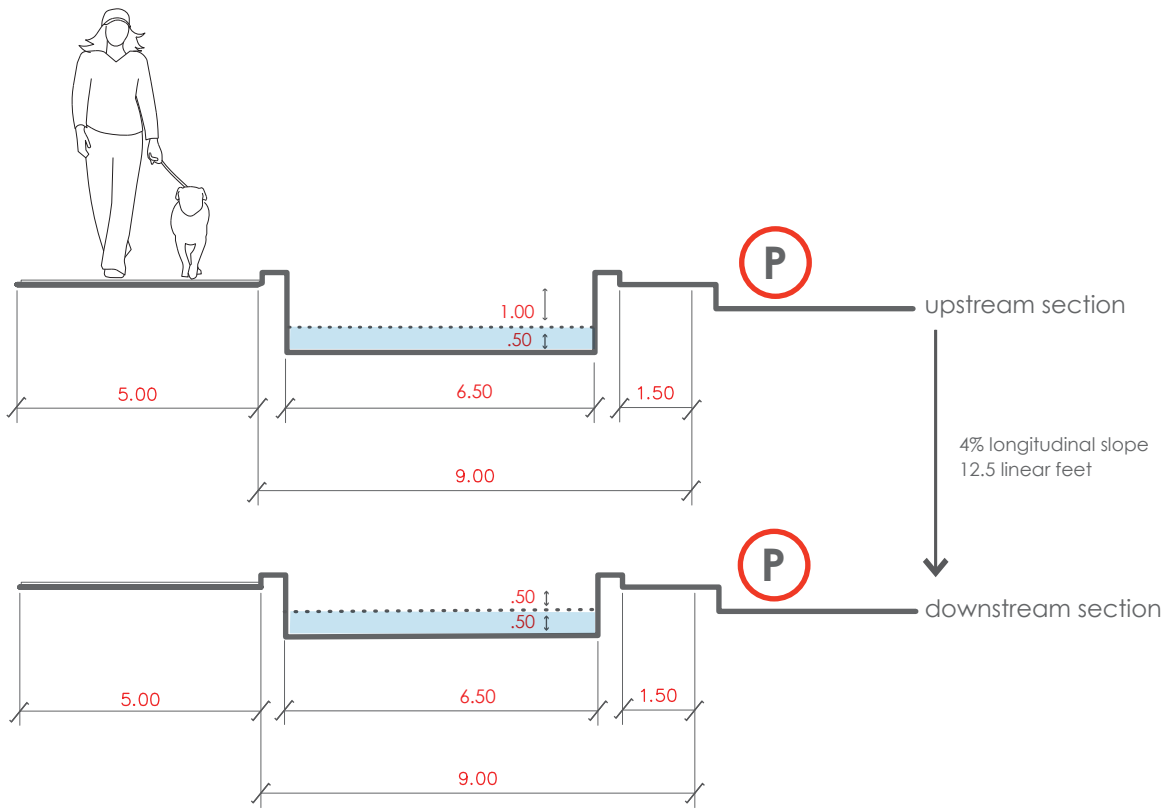 P
upstream section
1.00
.50
5.00
6.50
1.50
9.00
4% longitudinal slope
12.5 linear feet
P
downstream section
.50
.50
5.00
6.50
1.50
9.00